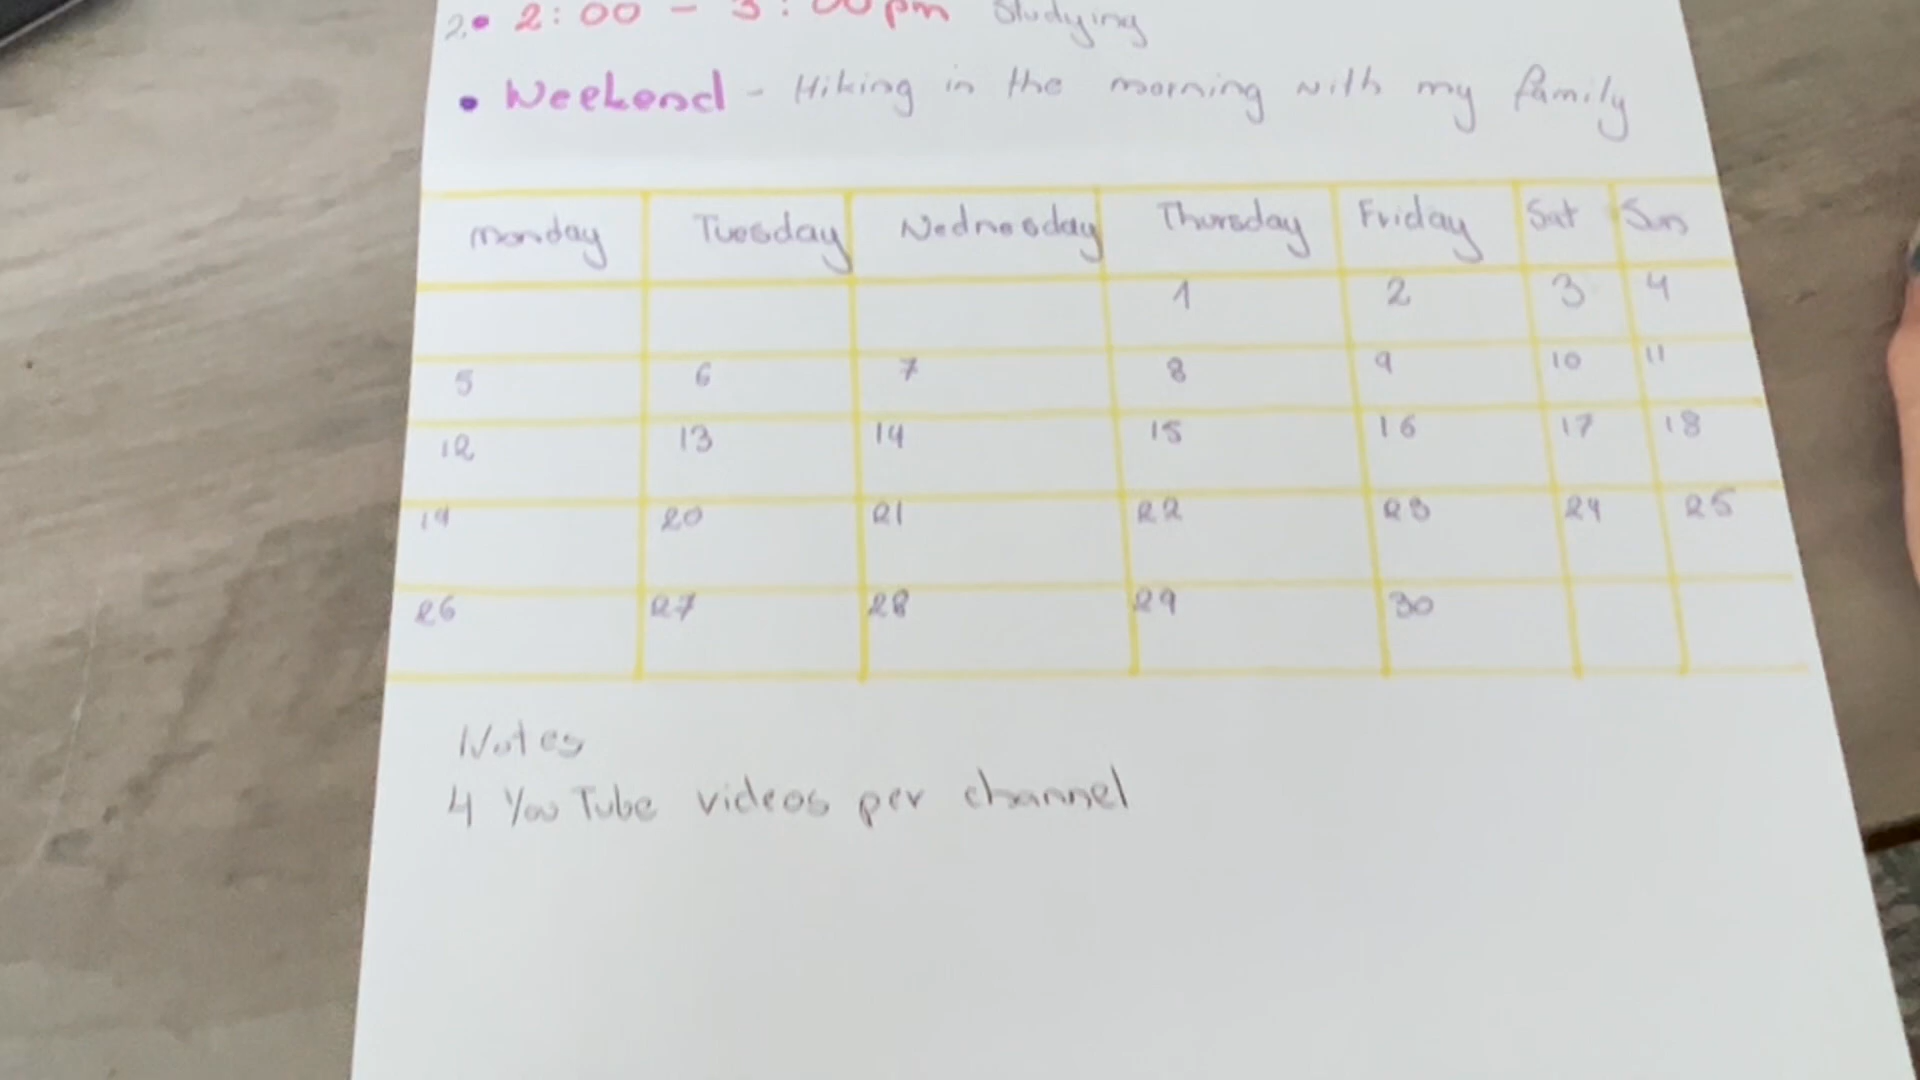 2. • 2:00 - 3:00pm Studying
• Weekend - Hiking in the morning with my family
Monday Tuesday Wednesday Thursday Friday Sat Sun
1 2 3 4
5 6 7 8 9 10 11
12 13 14 15 16 17 18
19 20 21 22 23 24 25
26 27 28 29 30
Notes
4 YouTube videos per channel